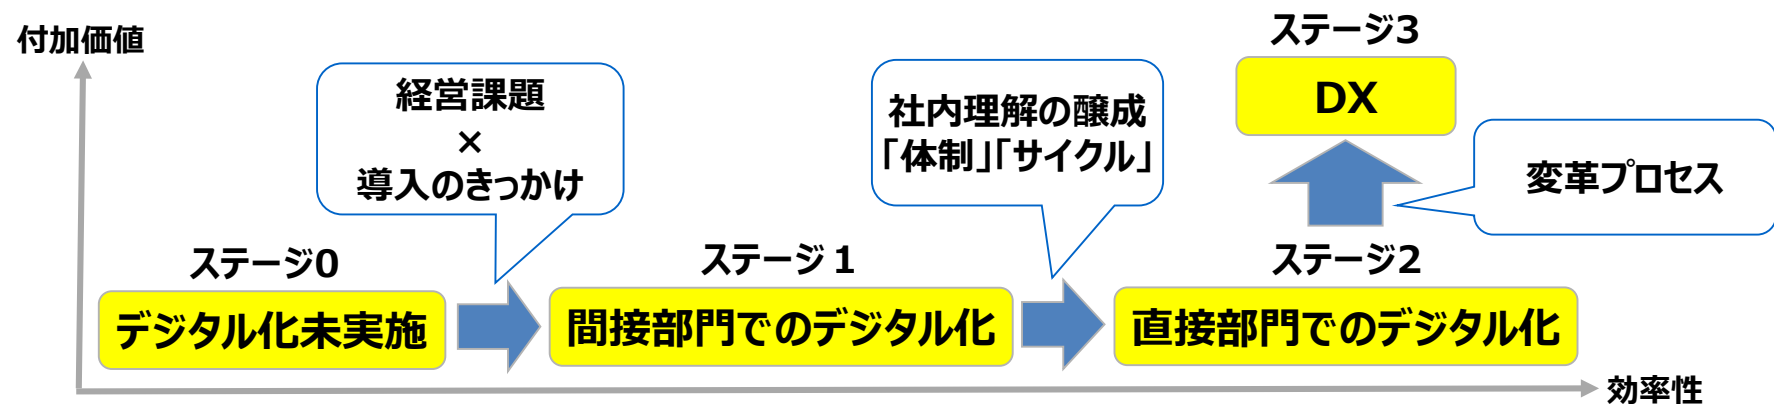 付加価値
ステージ3
DX
経営課題
×
導入のきっかけ
社内理解の醸成
「体制」「サイクル」
変革プロセス
ステージ0
デジタル化未実施
ステージ１
間接部門でのデジタル化
ステージ2
直接部門でのデジタル化
効率性